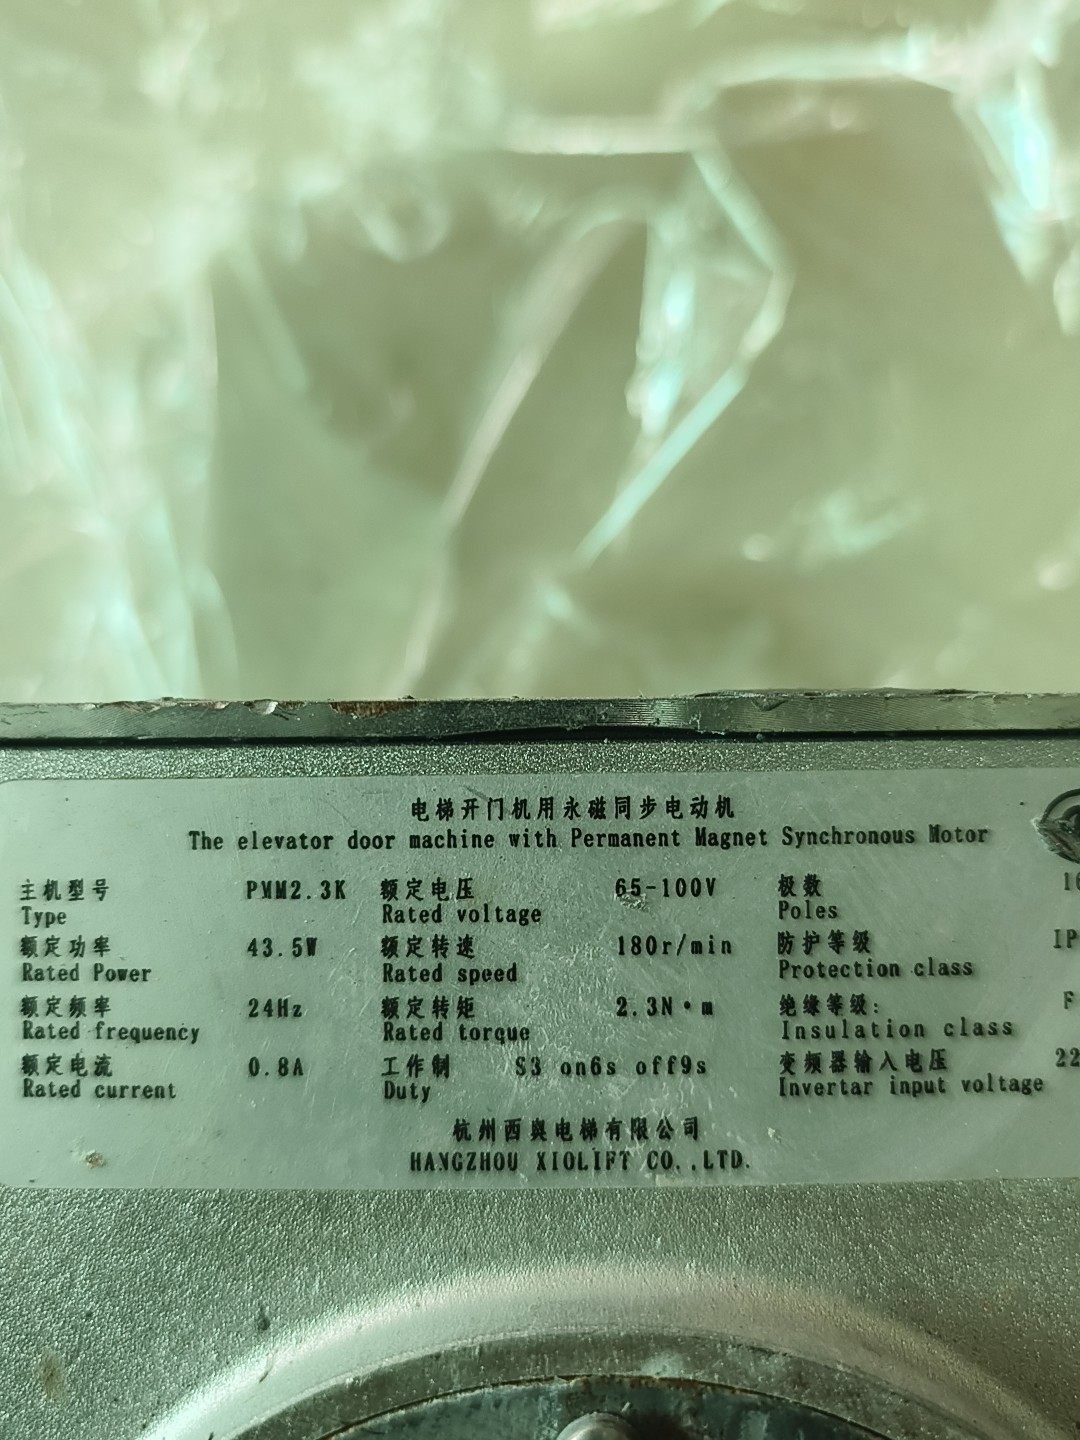 电梯开门机用永磁同步电动机
The elevator door machine with Permanent Magnet Synchronous Motor
主机型号 PMM2.3K 额定电压 65-100V 极数
Type Rated voltage Poles
额定功率 43.5W 额定转速 180r/min 防护等级 IP
Rated Power Rated speed Protection class
额定频率 24Hz 额定转矩 2.3N·m 绝缘等级: F
Rated frequency Rated torque Insulation class
额定电流 0.8A 工作制 S3 on6s off9s 变频器输入电压 22
Rated current Duty Invertar input voltage
杭州西奥电梯有限公司
HANGZHOU XIOLIFT CO.,LTD.